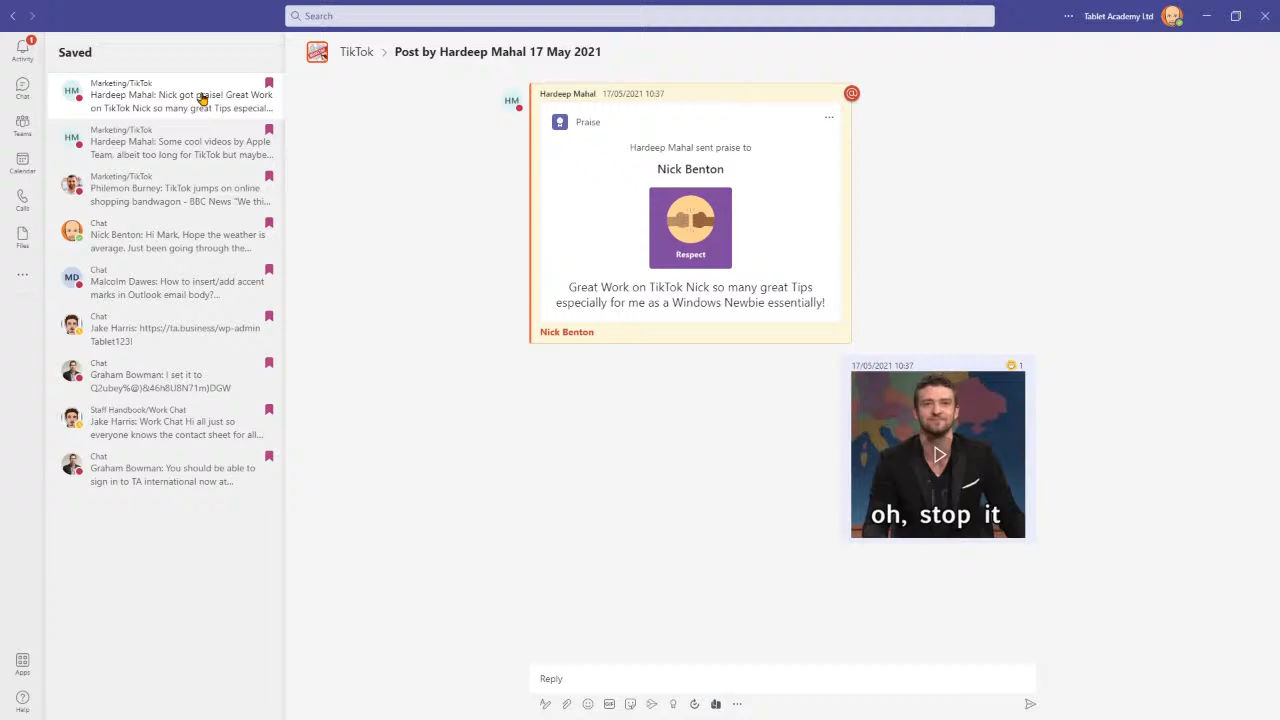 Search
Tablet Academy Ltd
1
Activity
Chat
Teams
Calendar
Calls
Files
Apps
Help
Saved
Marketing/TikTok
HM
Hardeep Mahal: Nick got praise! Great Work
on TikTok Nick so many great Tips especial...
Marketing/TikTok
HM
Hardeep Mahal: Some cool videos by Apple
Team, albeit too long for TikTok but maybe...
Marketing/TikTok
Philemon Burney: TikTok jumps on online
shopping bandwagon - BBC News "We thi...
Chat
Nick Benton: Hi Mark, Hope the weather is
average. Just been going through the...
Chat
MD
Malcolm Dawes: How to insert/add accent
marks in Outlook email body?...
Chat
Jake Harris: https://ta.business/wp-admin
Tablet123!
Chat
Graham Bowman: I set it to
Q2ubey%@)&46h8U8N71m}DGW
Staff Handbook/Work Chat
Jake Harris: Work Chat Hi all just so
everyone knows the contact sheet for all...
Chat
Graham Bowman: You should be able to
sign in to TA international now at...
TikTok > Post by Hardeep Mahal 17 May 2021
HM
Hardeep Mahal 17/05/2021 10:37
Praise
Hardeep Mahal sent praise to
Nick Benton
Respect
Great Work on TikTok Nick so many great Tips
especially for me as a Windows Newbie essentially!
Nick Benton
17/05/2021 10:37
1
oh, stop it
Reply
GIF